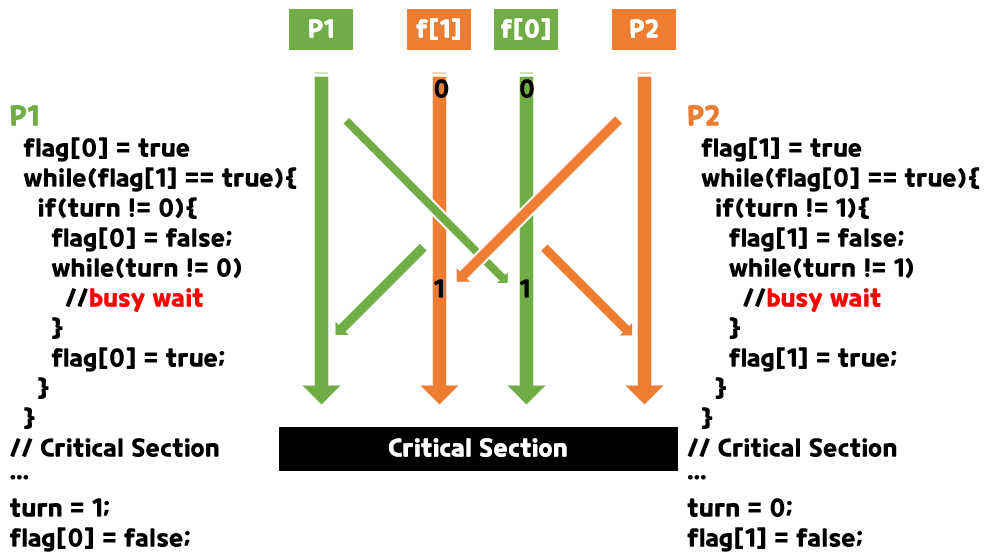 P1 f[1] f[0] P2
0 0
1 1
Critical Section
P1
flag[0] = true
while(flag[1] == true){
if(turn != 0){
flag[0] = false;
while(turn != 0)
//busy wait
}
flag[0] = true;
}
}
// Critical Section
...
turn = 1;
flag[0] = false;
P2
flag[1] = true
while(flag[0] == true){
if(turn != 1){
flag[1] = false;
while(turn != 1)
//busy wait
}
flag[1] = true;
}
}
// Critical Section
...
turn = 0;
flag[1] = false;